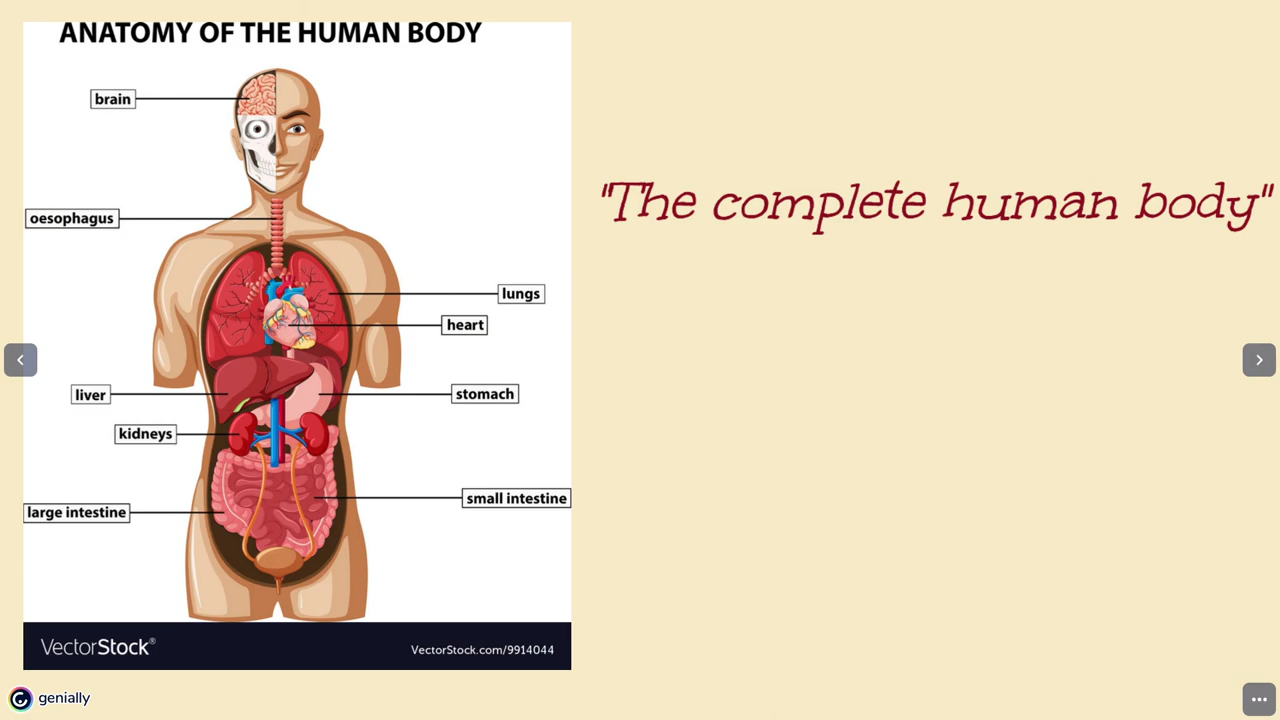 ANATOMY OF THE HUMAN BODY
brain
oesophagus
lungs
heart
liver
stomach
kidneys
small intestine
large intestine
VectorStock®
VectorStock.com/9914044
"The complete human body"
genially